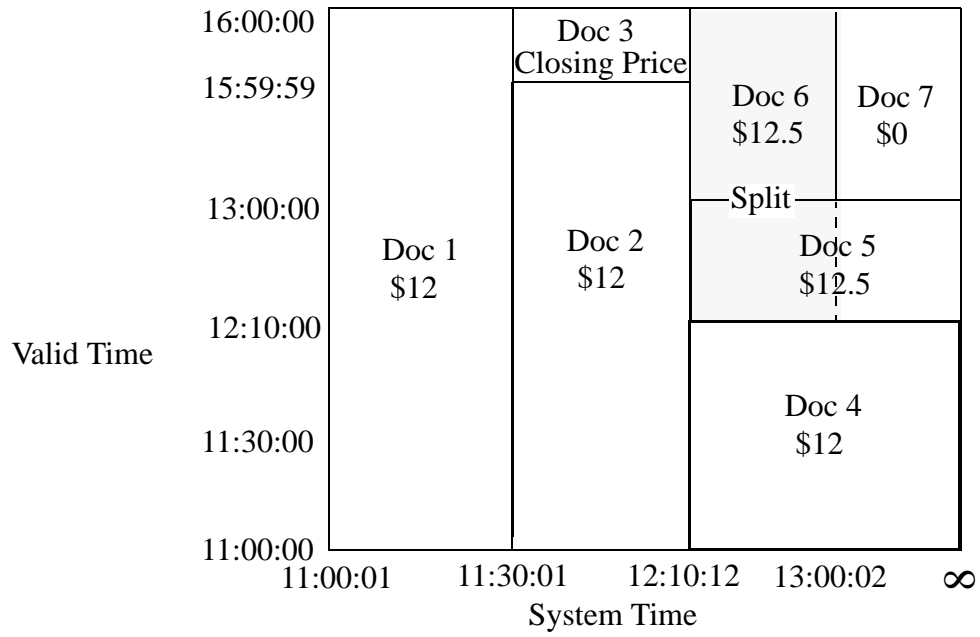 16:00:00
Doc 3
Closing Price
15:59:59
Doc 6
$12.5
Doc 7
$0
Split
13:00:00
Doc 1
$12
Doc 2
$12
Doc 5
$12.5
12:10:00
Valid Time
Doc 4
$12
11:30:00
11:00:00
11:00:01 11:30:01 12:10:12 13:00:02 ∞
System Time